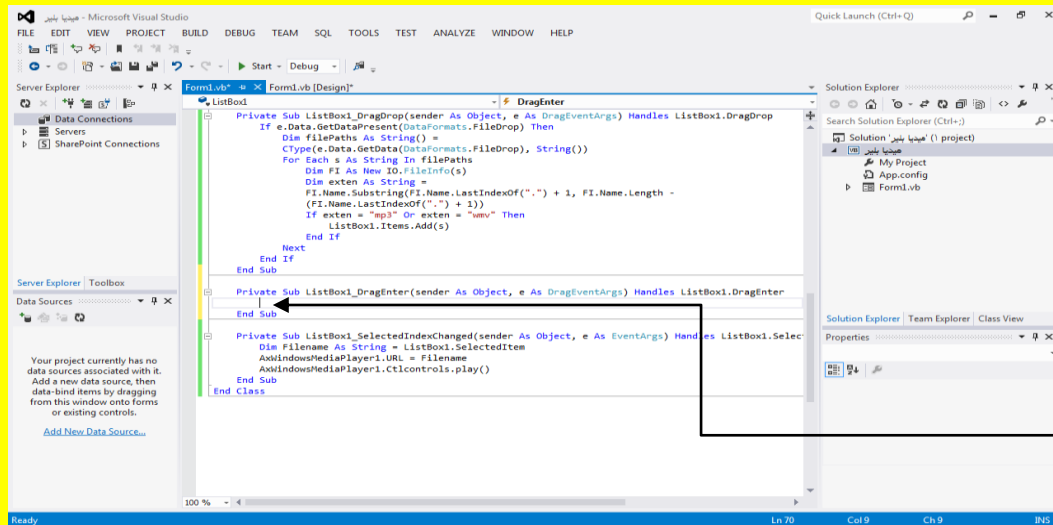 ميديا بلير - Microsoft Visual Studio
Quick Launch (Ctrl+Q)
FILE EDIT VIEW PROJECT BUILD DEBUG TEAM SQL TOOLS TEST ANALYZE WINDOW HELP
Start - Debug
Server Explorer
Data Connections
Servers
SharePoint Connections
Server Explorer Toolbox
Data Sources
Your project currently has no
data sources associated with it.
Add a new data source, then
data-bind items by dragging
from this window onto forms
or existing controls.
Add New Data Source...
Form1.vb* Form1.vb [Design]*
ListBox1 DragEnter
Private Sub ListBox1_DragDrop(sender As Object, e As DragEventArgs) Handles ListBox1.DragDrop
If e.Data.GetDataPresent(DataFormats.FileDrop) Then
Dim filePaths As String() =
CType(e.Data.GetData(DataFormats.FileDrop), String())
For Each s As String In filePaths
Dim FI As New IO.FileInfo(s)
Dim exten As String =
FI.Name.Substring(FI.Name.LastIndexOf(".") + 1, FI.Name.Length -
(FI.Name.LastIndexOf(".") + 1))
If exten = "mp3" Or exten = "wmv" Then
ListBox1.Items.Add(s)
End If
Next
End If
End Sub
Private Sub ListBox1_DragEnter(sender As Object, e As DragEventArgs) Handles ListBox1.DragEnter
End Sub
Private Sub ListBox1_SelectedIndexChanged(sender As Object, e As EventArgs) Handles ListBox1.Selec
Dim Filename As String = ListBox1.SelectedItem
AxWindowsMediaPlayer1.URL = Filename
AxWindowsMediaPlayer1.Ctlcontrols.play()
End Sub
End Class
100 %
Solution Explorer
Search Solution Explorer (Ctrl+;)
Solution 'ميديا بلير' (١ project)
ميديا بلير
My Project
App.config
Form1.vb
Solution Explorer Team Explorer Class View
Properties
Ready Ln 70 Col 9 Ch 9 INS